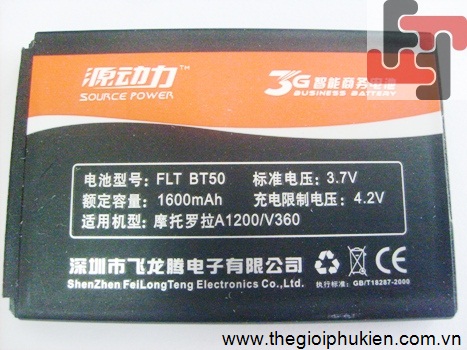 源动力
SOURCE POWER
3G智能商务电池
BUSINESS BATTERY
电池型号: FLT BT50 标准电压: 3.7V
额定容量: 1600mAh 充电限制电压: 4.2V
适用机型: 摩托罗拉A1200/V360
深圳市飞龙腾电子有限公司
ShenZhen FeiLongTeng Electronics Co., Ltd.
执行标准:
GB/T18287-2000
thegioiphukien.com.vn